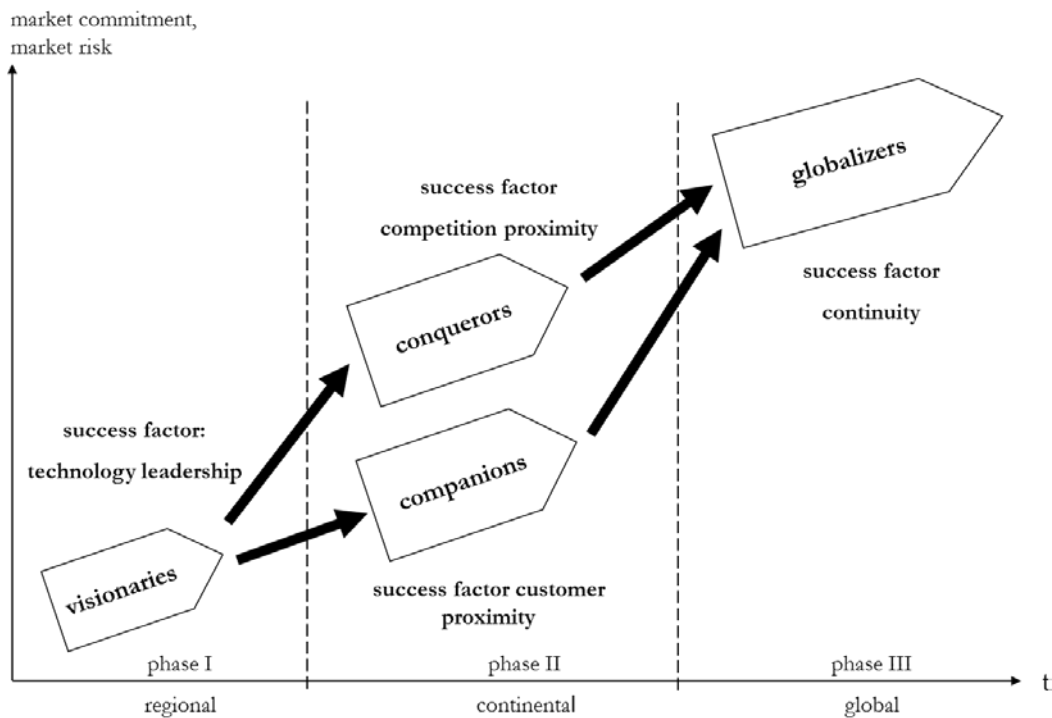 market commitment,
market risk
globalizers
success factor
competition proximity
success factor
continuity
conquerors
success factor:
technology leadership
companions
visionaries
success factor customer
proximity
phase I
phase II
phase III
regional
continental
global